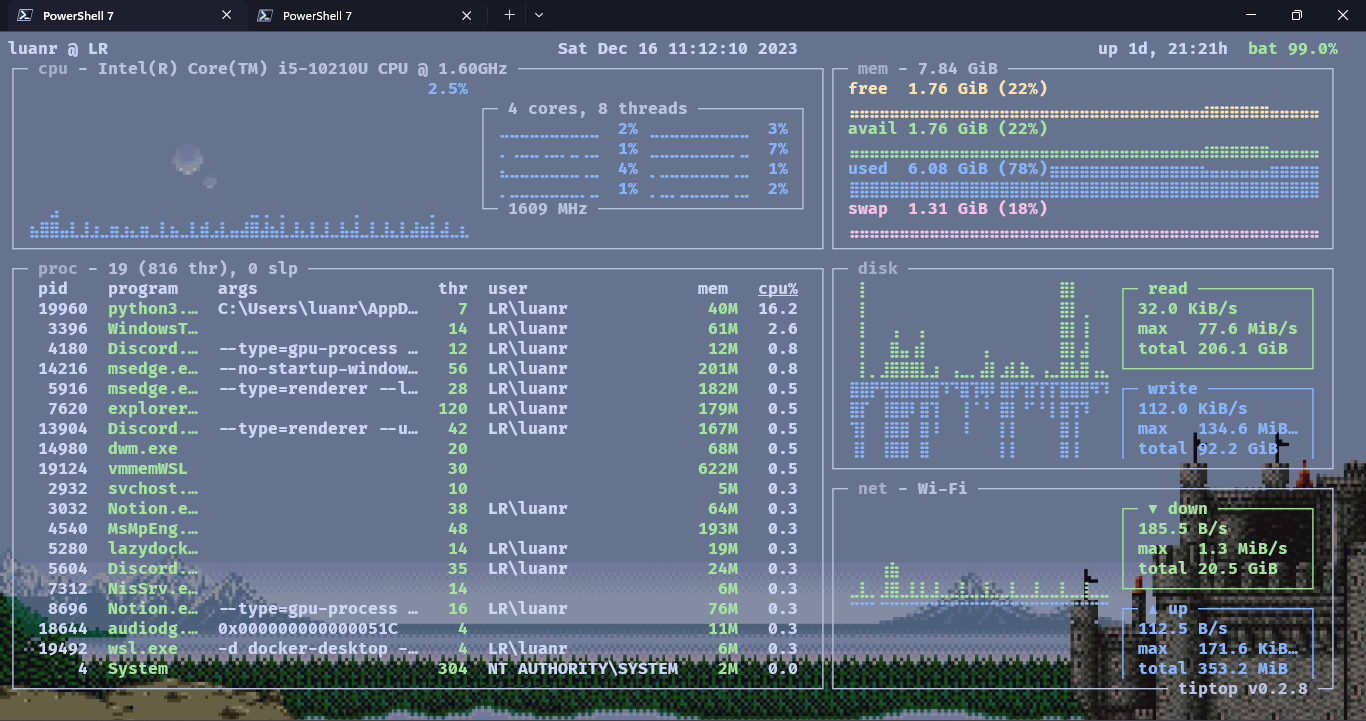 PowerShell 7
PowerShell 7
luanr @ LR Sat Dec 16 11:12:10 2023 up 1d, 21:21h bat 99.0%
cpu - Intel(R) Core(TM) i5-10210U CPU @ 1.60GHz
2.5%
4 cores, 8 threads
2% 3%
1% 7%
4% 1%
1% 2%
1609 MHz
mem - 7.84 GiB
free 1.76 GiB (22%)
avail 1.76 GiB (22%)
used 6.08 GiB (78%)
swap 1.31 GiB (18%)
proc - 19 (816 thr), 0 slp
pid program args thr user mem cpu%
19960 python3.… C:\Users\luanr\AppD… 7 LR\luanr 40M 16.2
3396 WindowsT… 14 LR\luanr 61M 2.6
4180 Discord.… --type=gpu-process … 12 LR\luanr 12M 0.8
14216 msedge.e… --no-startup-window… 56 LR\luanr 201M 0.8
5916 msedge.e… --type=renderer --l… 28 LR\luanr 182M 0.5
7620 explorer… 120 LR\luanr 179M 0.5
13904 Discord.… --type=renderer --u… 42 LR\luanr 167M 0.5
14980 dwm.exe 20 68M 0.5
19124 vmmemWSL 30 622M 0.5
2932 svchost.… 10 5M 0.3
3032 Notion.e… 38 LR\luanr 64M 0.3
4540 MsMpEng.… 48 193M 0.3
5280 lazydock… 14 LR\luanr 19M 0.3
5604 Discord.… 35 LR\luanr 24M 0.3
7312 NisSrv.e… 14 6M 0.3
8696 Notion.e… --type=gpu-process … 16 LR\luanr 76M 0.3
18644 audiodg.… 0x000000000000051C 4 11M 0.3
19492 wsl.exe -d docker-desktop -… 4 LR\luanr 6M 0.3
4 System 304 NT AUTHORITY\SYSTEM 2M 0.0
disk
read
32.0 KiB/s
max 77.6 MiB/s
total 206.1 GiB
write
112.0 KiB/s
max 134.6 MiB…
total 92.2 GiB
net - Wi-Fi
▼ down
185.5 B/s
max 1.3 MiB/s
total 20.5 GiB
▲ up
112.5 B/s
max 171.6 KiB…
total 353.2 MiB
tiptop v0.2.8